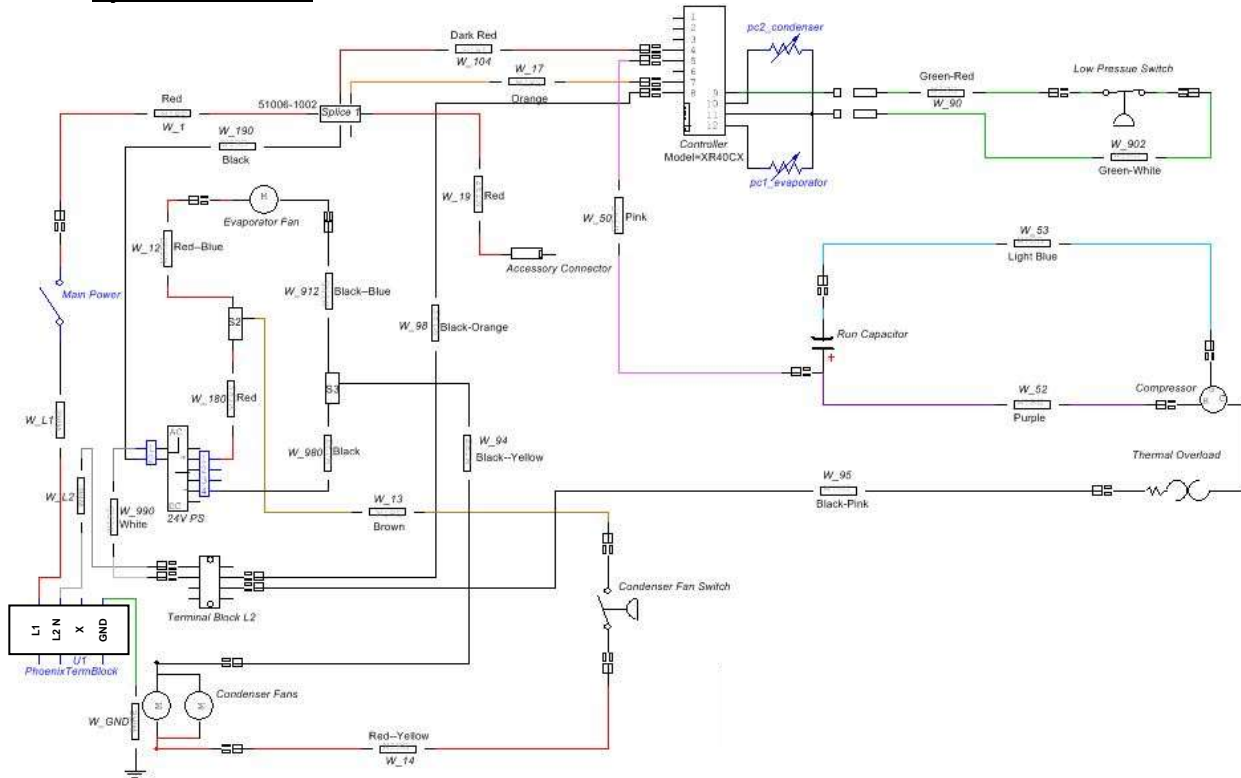 1
2
3
4
5
6
7
8
9
10
11
12
pc2_condenser
Dark Red
W_104
W_17
Orange
Green-Red
W_90
Low Pressue Switch
Red
W_1
51006-1002
Splice 1
W_190
Black
Controller
Model=XR40CX
W_902
Green-White
pc1_evaporator
W_19
Red
W_50
Pink
Evaporator Fan
W_12
Red--Blue
Accessory Connector
W_53
Light Blue
Main Power
W_912
Black--Blue
S2
W_98
Black-Orange
Run Capacitor
+
W_180
Red
S3
W_52
Purple
Compressor
C
W_L1
AC
W_980
Black
W_94
Black--Yellow
Thermal Overload
W_L2
W_990
White
24V PS
W_13
Brown
W_95
Black-Pink
Condenser Fan Switch
Terminal Block L2
L1
L2 N
X
GND
U1
PhoenixTermBlock
Condenser Fans
W_GND
Red--Yellow
W_14